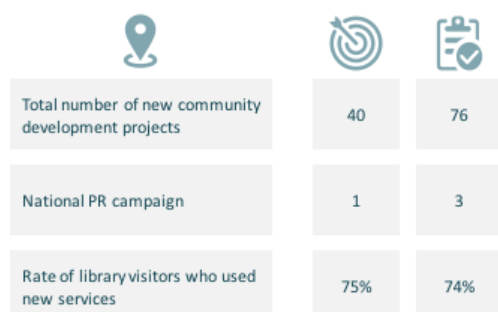 Total number of new community
development projects
40
76
National PR campaign
1
3
Rate of library visitors who used
new services
75%
74%